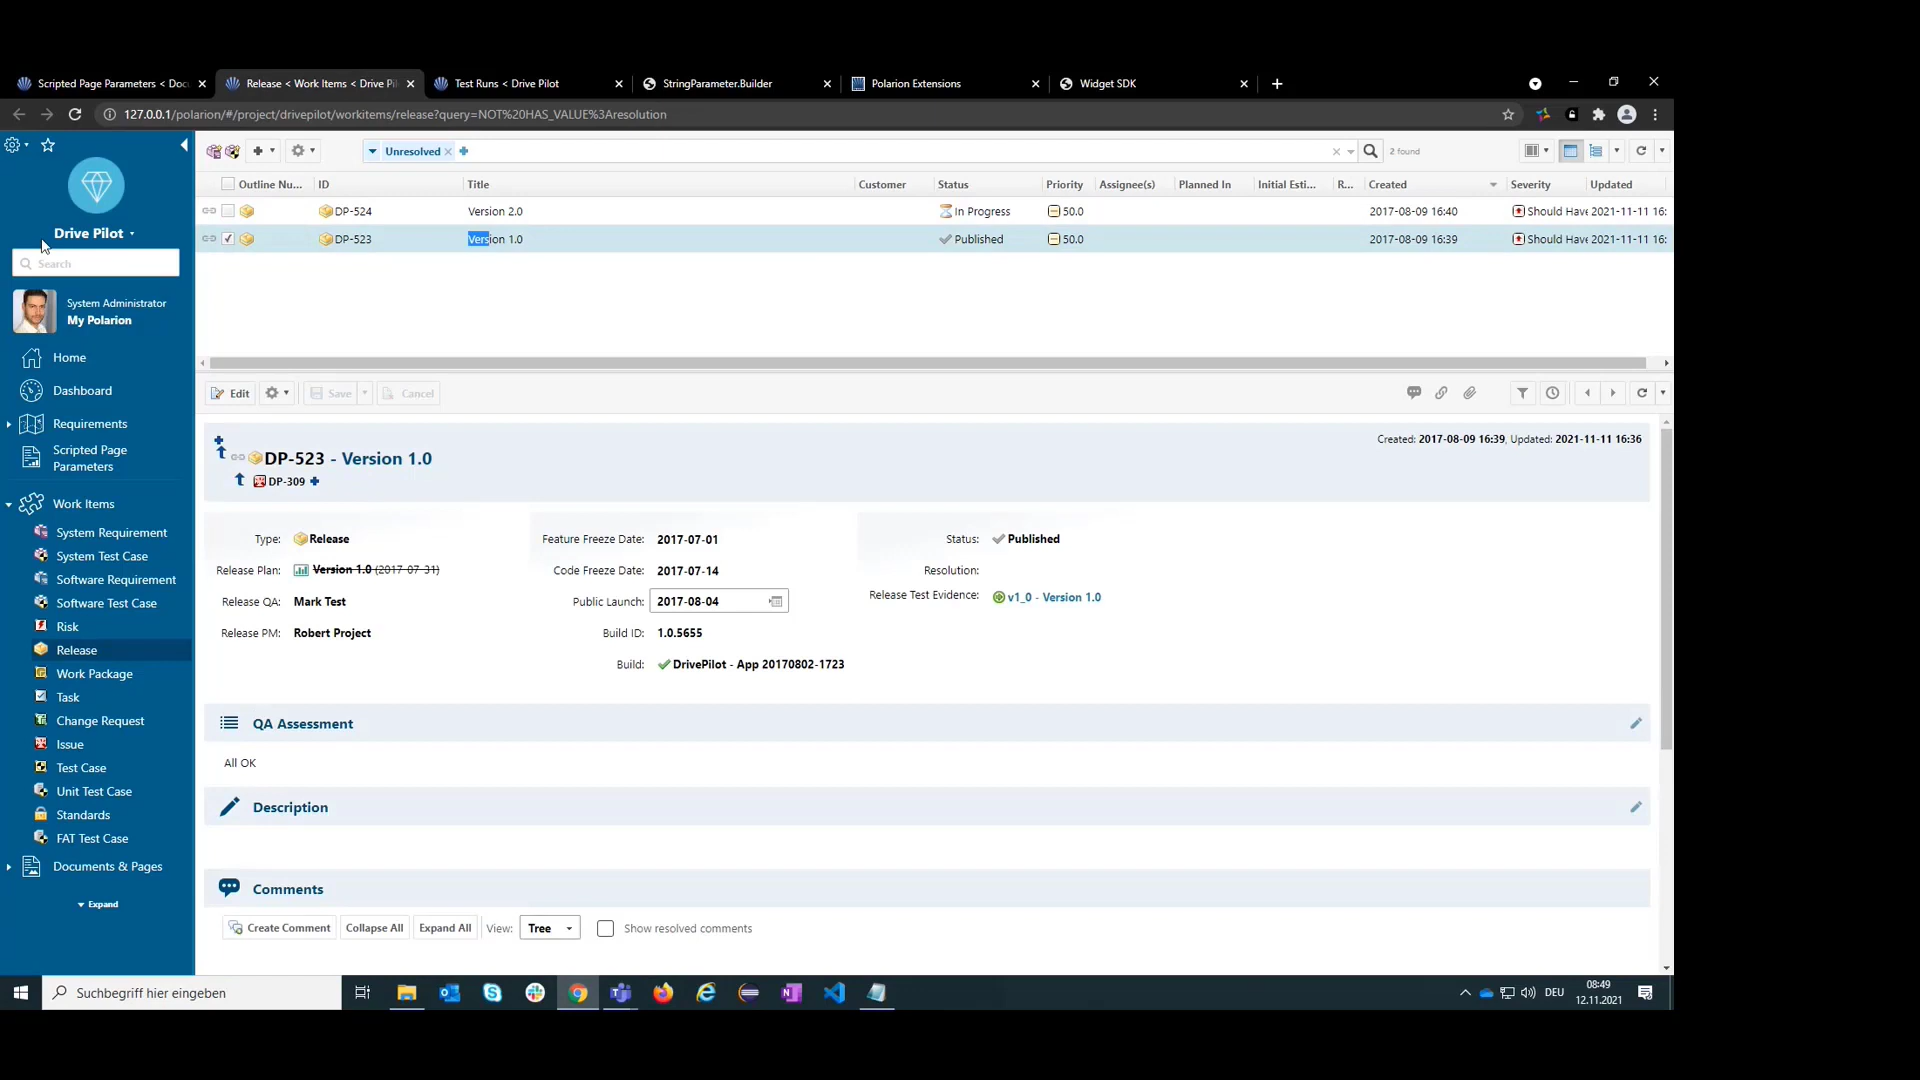 Scripted Page Parameters < Doc
Release < Work Items < Drive Pil
Test Runs < Drive Pilot
StringParameter.Builder
Polarion Extensions
Widget SDK
127.0.0.1/polarion/#/project/drivepilot/workitems/release?query=NOT%20HAS_VALUE%3Aresolution
Drive Pilot
Search
System Administrator
My Polarion
Home
Dashboard
Requirements
Scripted Page
Parameters
Work Items
System Requirement
System Test Case
Software Requirement
Software Test Case
Risk
Release
Work Package
Task
Change Request
Issue
Test Case
Unit Test Case
Standards
FAT Test Case
Documents & Pages
Expand
Unresolved
2 found
Outline Nu... ID Title Customer Status Priority Assignee(s) Planned In Initial Esti... R... Created Severity Updated
DP-524 Version 2.0 In Progress 50.0 2017-08-09 16:40 Should Have 2021-11-11 16:
DP-523 Version 1.0 Published 50.0 2017-08-09 16:39 Should Have 2021-11-11 16:
Edit Save Cancel
Created: 2017-08-09 16:39, Updated: 2021-11-11 16:36
DP-523 - Version 1.0
DP-309
Type: Release
Release Plan: Version 1.0 (2017-07-31)
Release QA: Mark Test
Release PM: Robert Project
Feature Freeze Date: 2017-07-01
Code Freeze Date: 2017-07-14
Public Launch: 2017-08-04
Build ID: 1.0.5655
Build: DrivePilot - App 20170802-1723
Status: Published
Resolution:
Release Test Evidence: v1_0 - Version 1.0
QA Assessment
All OK
Description
Comments
Create Comment Collapse All Expand All View: Tree Show resolved comments
Suchbegriff hier eingeben
DEU
08:49
12.11.2021